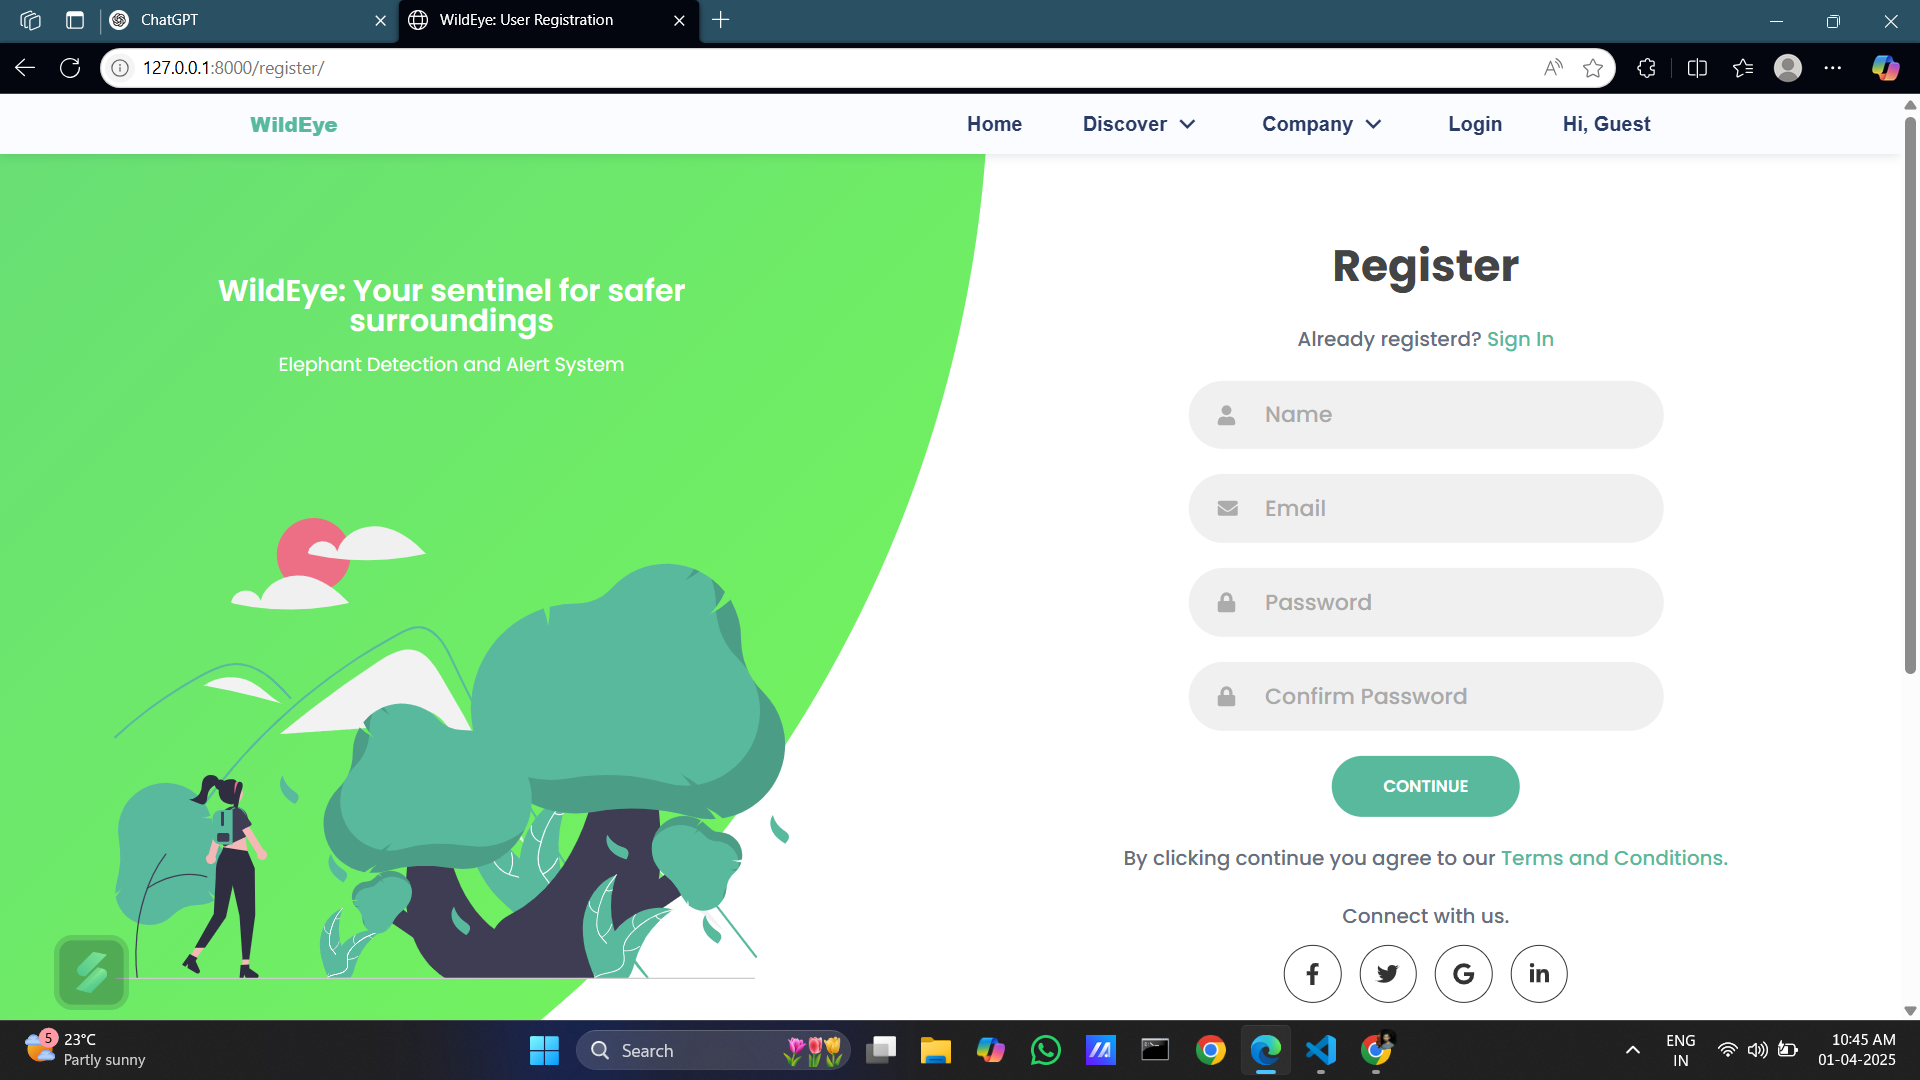 ChatGPT
WildEye: User Registration
127.0.0.1:8000/register/
WildEye
Home
Discover
Company
Login
Hi, Guest
WildEye: Your sentinel for safer
surroundings
Elephant Detection and Alert System
Register
Already registerd? Sign In
Name
Email
Password
Confirm Password
CONTINUE
By clicking continue you agree to our Terms and Conditions.
Connect with us.
5
23°C
Partly sunny
Search
ENG
IN
10:45 AM
01-04-2025